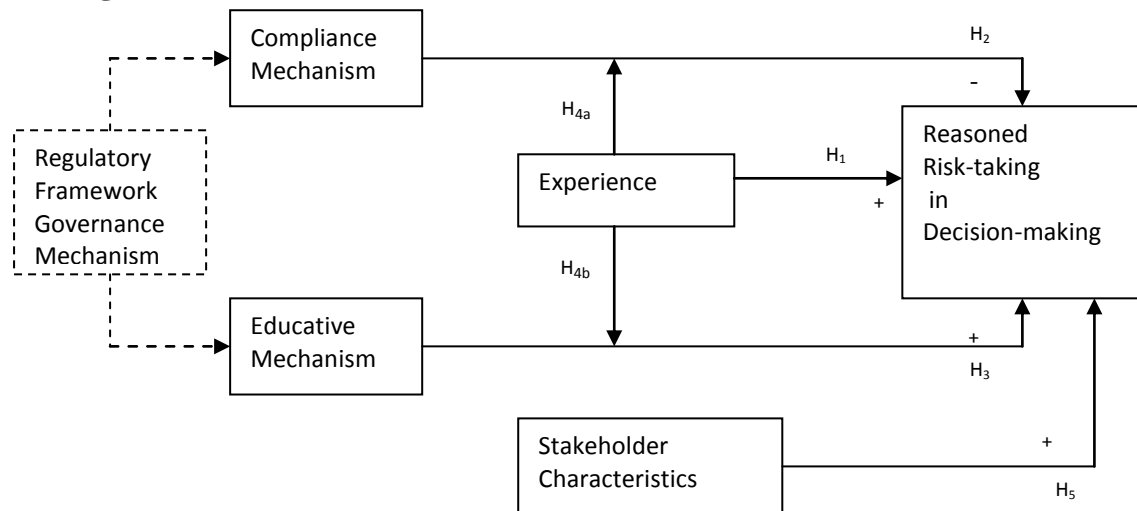 Compliance
Mechanism
H2
-
H4a
Regulatory
Framework
Governance
Mechanism
Experience
H1
+
Reasoned
Risk-taking
in
Decision-making
H4b
Educative
Mechanism
+
H3
Stakeholder
Characteristics
+
H5